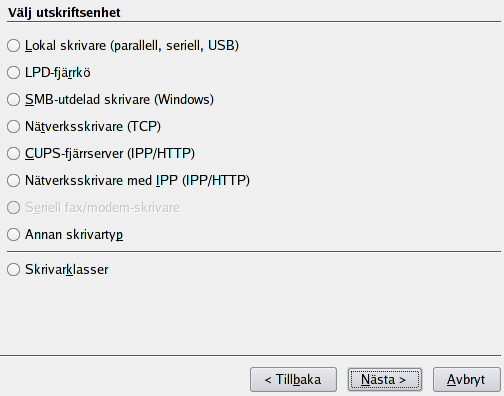 Välj utskriftsenhet
Lokal skrivare (parallell, seriell, USB)
LPD-fjärrkö
SMB-utdelad skrivare (Windows)
Nätverksskrivare (TCP)
CUPS-fjärrserver (IPP/HTTP)
Nätverksskrivare med IPP (IPP/HTTP)
Seriell fax/modem-skrivare
Annan skrivartyp
Skrivarklasser
< Tillbaka
Nästa >
Avbryt